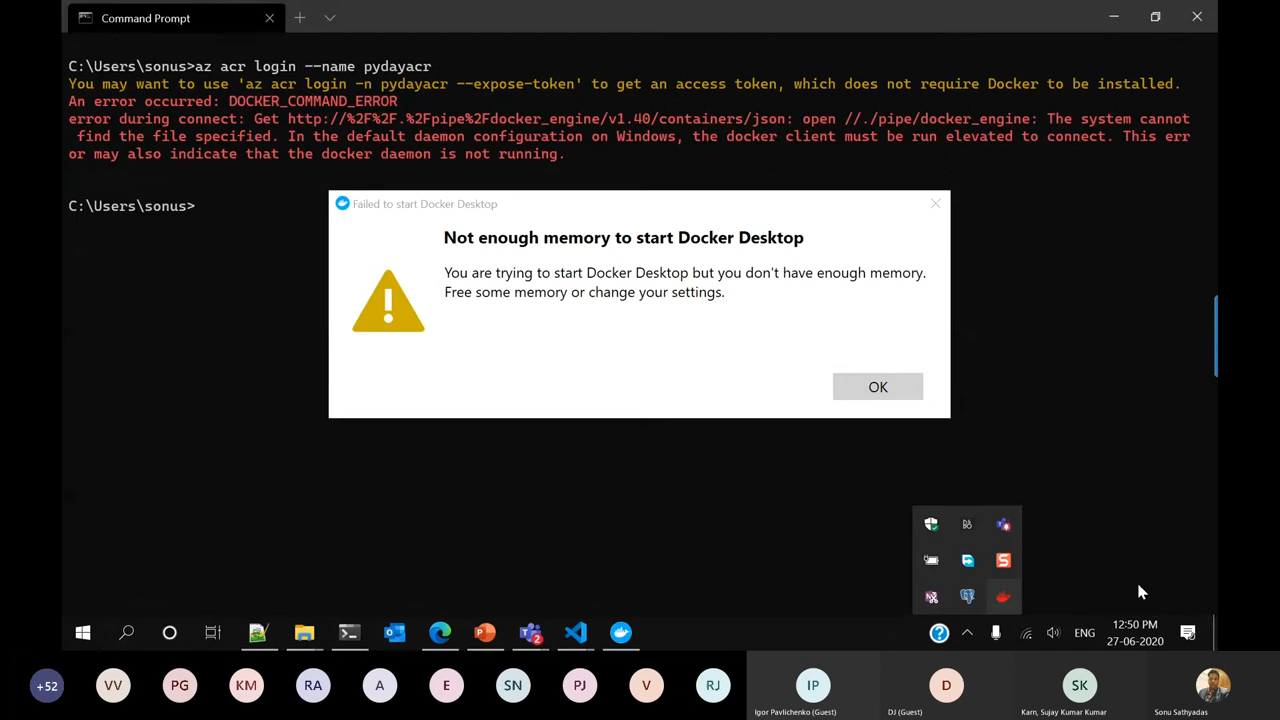 Command Prompt
C:\Users\sonus>az acr login --name pydayacr
You may want to use 'az acr login -n pydayacr --expose-token' to get an access token, which does not require Docker to be installed.
An error occurred: DOCKER_COMMAND_ERROR
error during connect: Get http://%2F%2F.%2Fpipe%2Fdocker_engine/v1.40/containers/json: open //./pipe/docker_engine: The system cannot
find the file specified. In the default daemon configuration on Windows, the docker client must be run elevated to connect. This err
or may also indicate that the docker daemon is not running.
C:\Users\sonus>
Failed to start Docker Desktop
Not enough memory to start Docker Desktop
You are trying to start Docker Desktop but you don't have enough memory.
Free some memory or change your settings.
OK
2
ENG
12:50 PM
27-06-2020
+52
VV
PG
KM
RA
A
E
SN
PJ
V
RJ
IP
D
SK
Igor Pavlichenko (Guest)
DJ (Guest)
Karn, Sujay Kumar Kumar
Sonu Sathyadas